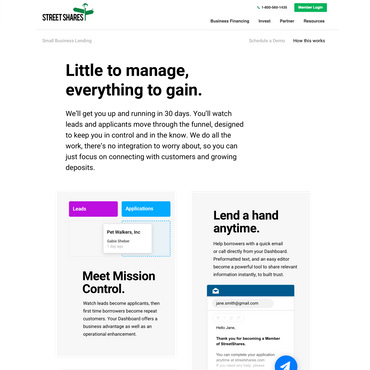 STREETSHARES
1-800-560-1435
Member Login
Business Financing
Invest
Partner
Resources
Small Business Lending
Schedule a Demo
How this works
Little to manage,
everything to gain.
We'll get you up and running in 30 days. You'll watch
leads and applicants move through the funnel, designed
to keep you in control and in the know. We do all the
work, there's no integration to worry about, so you can
just focus on connecting with customers and growing
deposits.
Leads
Applications
Pet Walkers, Inc
Gabie Sheber
1 day ago
Meet Mission
Control.
Watch leads become applicants, then
first time borrowers become repeat
customers. Your Dashboard offers a
business advantage as well as an
operational enhancement.
Lend a hand
anytime.
Help borrowers with a quick email
or call directly from your Dashboard.
Preformatted text, and an easy editor
become a powerful tool to share relevant
information instantly, to built trust.
jane.smith@gmail.com
Hello Jane,
Thank you for becoming a Member
of StreetShares.
You can complete your application
anytime at streetshares.com
If you need any help, please